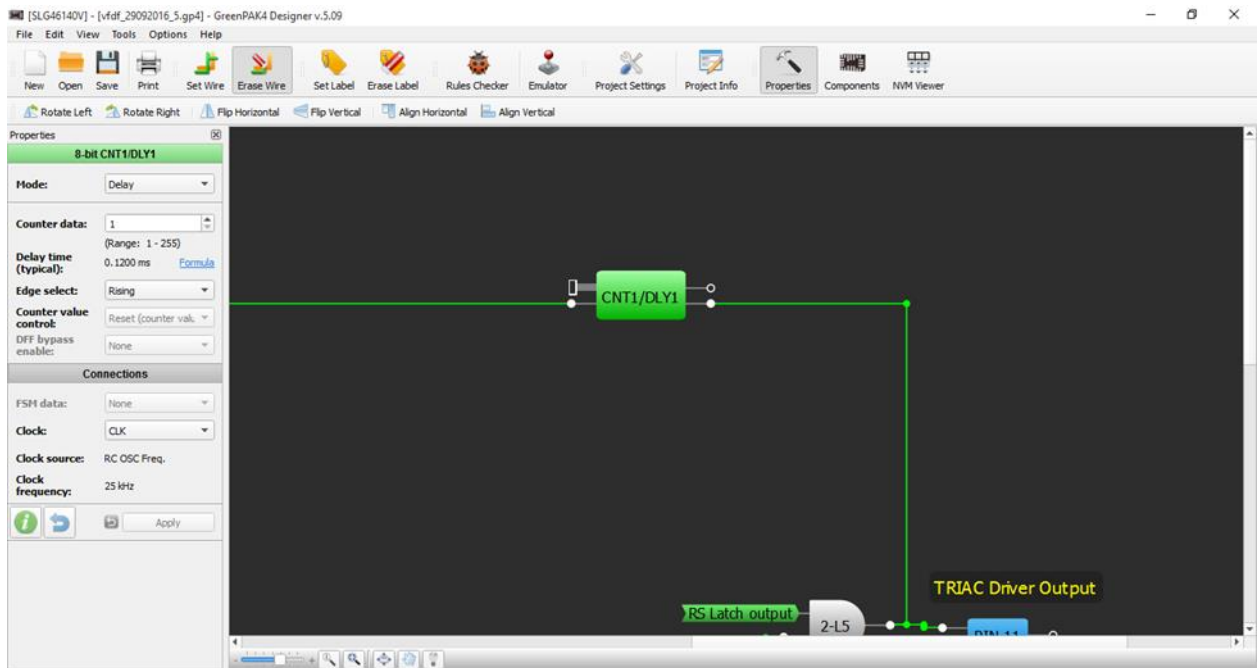 [SLG46140V] - [vfdf_29092016_5.gp4] - GreenPAK4 Designer v.5.09
File Edit View Tools Options Help
New Open Save Print Set Wire Erase Wire Set Label Erase Label Rules Checker Emulator Project Settings Project Info Properties Components NVM Viewer
Rotate Left Rotate Right Flip Horizontal Flip Vertical Align Horizontal Align Vertical
Properties
8-bit CNT1/DLY1
Mode: Delay
Counter data: 1
(Range: 1 - 255)
Delay time (typical): 0.1200 ms Formula
Edge select: Rising
Counter value control: Reset (counter valu
DFF bypass enable: None
Connections
FSM data: None
Clock: CLK
Clock source: RC OSC Freq.
Clock frequency: 25 kHz
Apply
CNT1/DLY1
TRIAC Driver Output
RS Latch output
2-L5
PIN 11